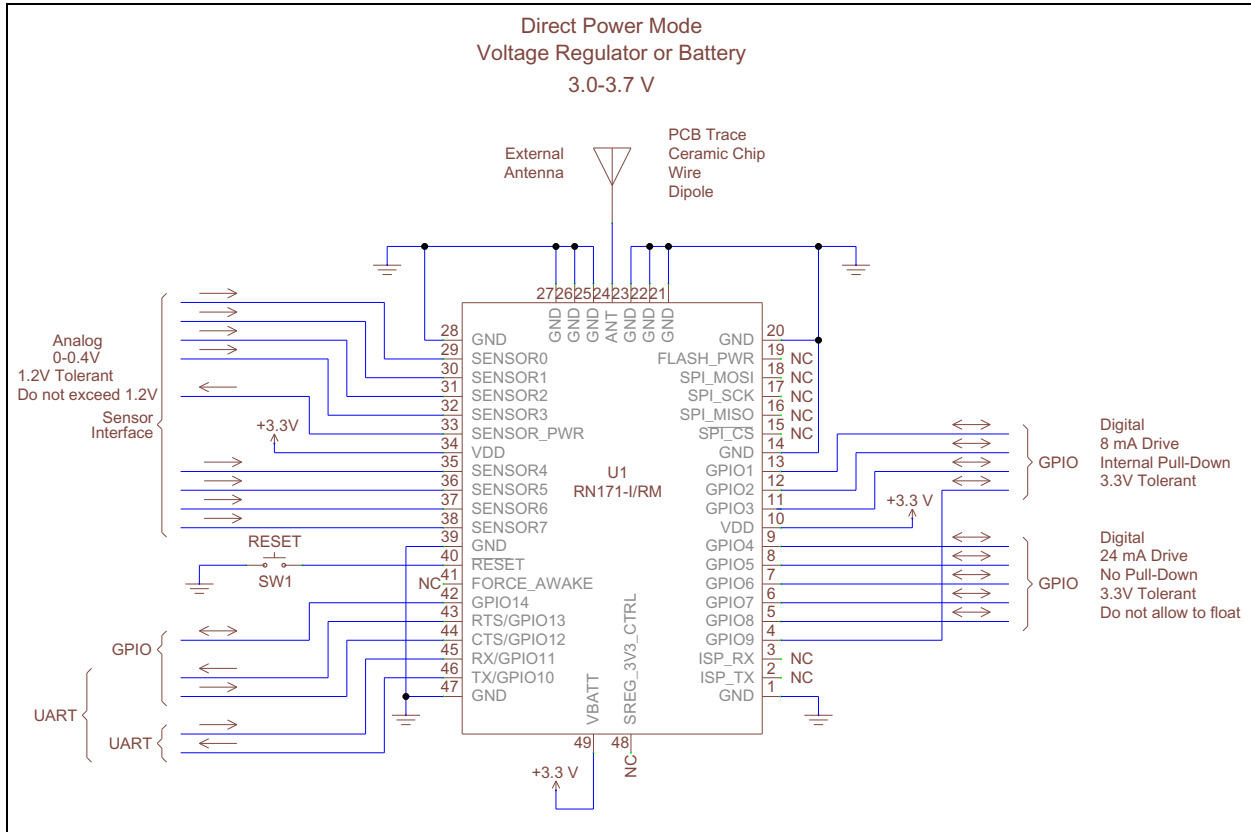 Direct Power Mode
Voltage Regulator or Battery
3.0-3.7 V
External
Antenna
PCB Trace
Ceramic Chip
Wire
Dipole
27 26 25 24 23 22 21
GND GND GND ANT GND GND GND
Analog
0-0.4V
1.2V Tolerant
Do not exceed 1.2V
Sensor
Interface
+3.3V
28 GND
29 SENSOR0
30 SENSOR1
31 SENSOR2
32 SENSOR3
33 SENSOR_PWR
34 VDD
35 SENSOR4
36 SENSOR5
37 SENSOR6
38 SENSOR7
39 GND
40 RESET
NC 41 FORCE_AWAKE
42 GPIO14
43 RTS/GPIO13
44 CTS/GPIO12
45 RX/GPIO11
46 TX/GPIO10
47 GND
RESET
SW1
GPIO
UART
UART
U1
RN171-I/RM
GND 20
FLASH_PWR 19 NC
SPI_MOSI 18 NC
SPI_SCK 17 NC
SPI_MISO 16 NC
SPI_CS 15 NC
GND 14
GPIO1 13
GPIO2 12
GPIO3 11
VDD 10
GPIO4 9
GPIO5 8
GPIO6 7
GPIO7 6
GPIO8 5
GPIO9 4
ISP_RX 3 NC
ISP_TX 2 NC
GND 1
+3.3 V
GPIO
Digital
8 mA Drive
Internal Pull-Down
3.3V Tolerant
GPIO
Digital
24 mA Drive
No Pull-Down
3.3V Tolerant
Do not allow to float
VBATT
SREG_3V3_CTRL
49 48
NC
+3.3 V